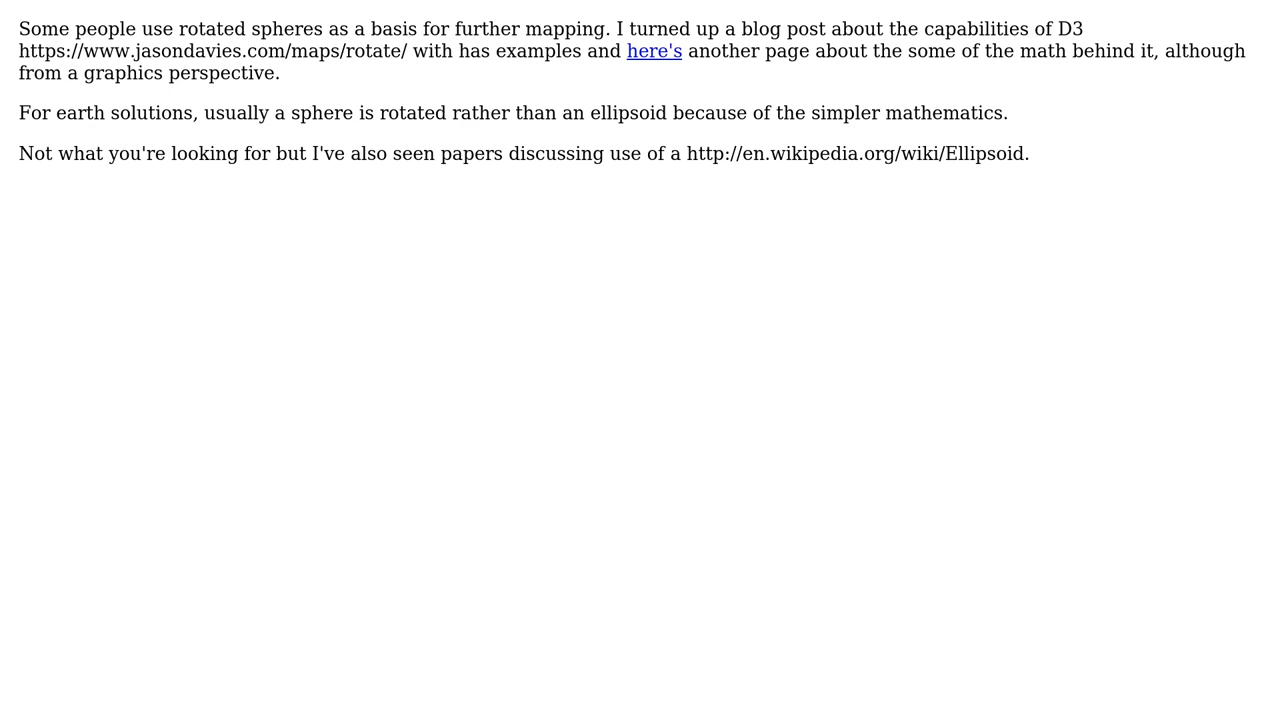 Some people use rotated spheres as a basis for further mapping. I turned up a blog post about the capabilities of D3
https://www.jasondavies.com/maps/rotate/ with has examples and here's another page about the some of the math behind it, although
from a graphics perspective.
For earth solutions, usually a sphere is rotated rather than an ellipsoid because of the simpler mathematics.
Not what you're looking for but I've also seen papers discussing use of a http://en.wikipedia.org/wiki/Ellipsoid.